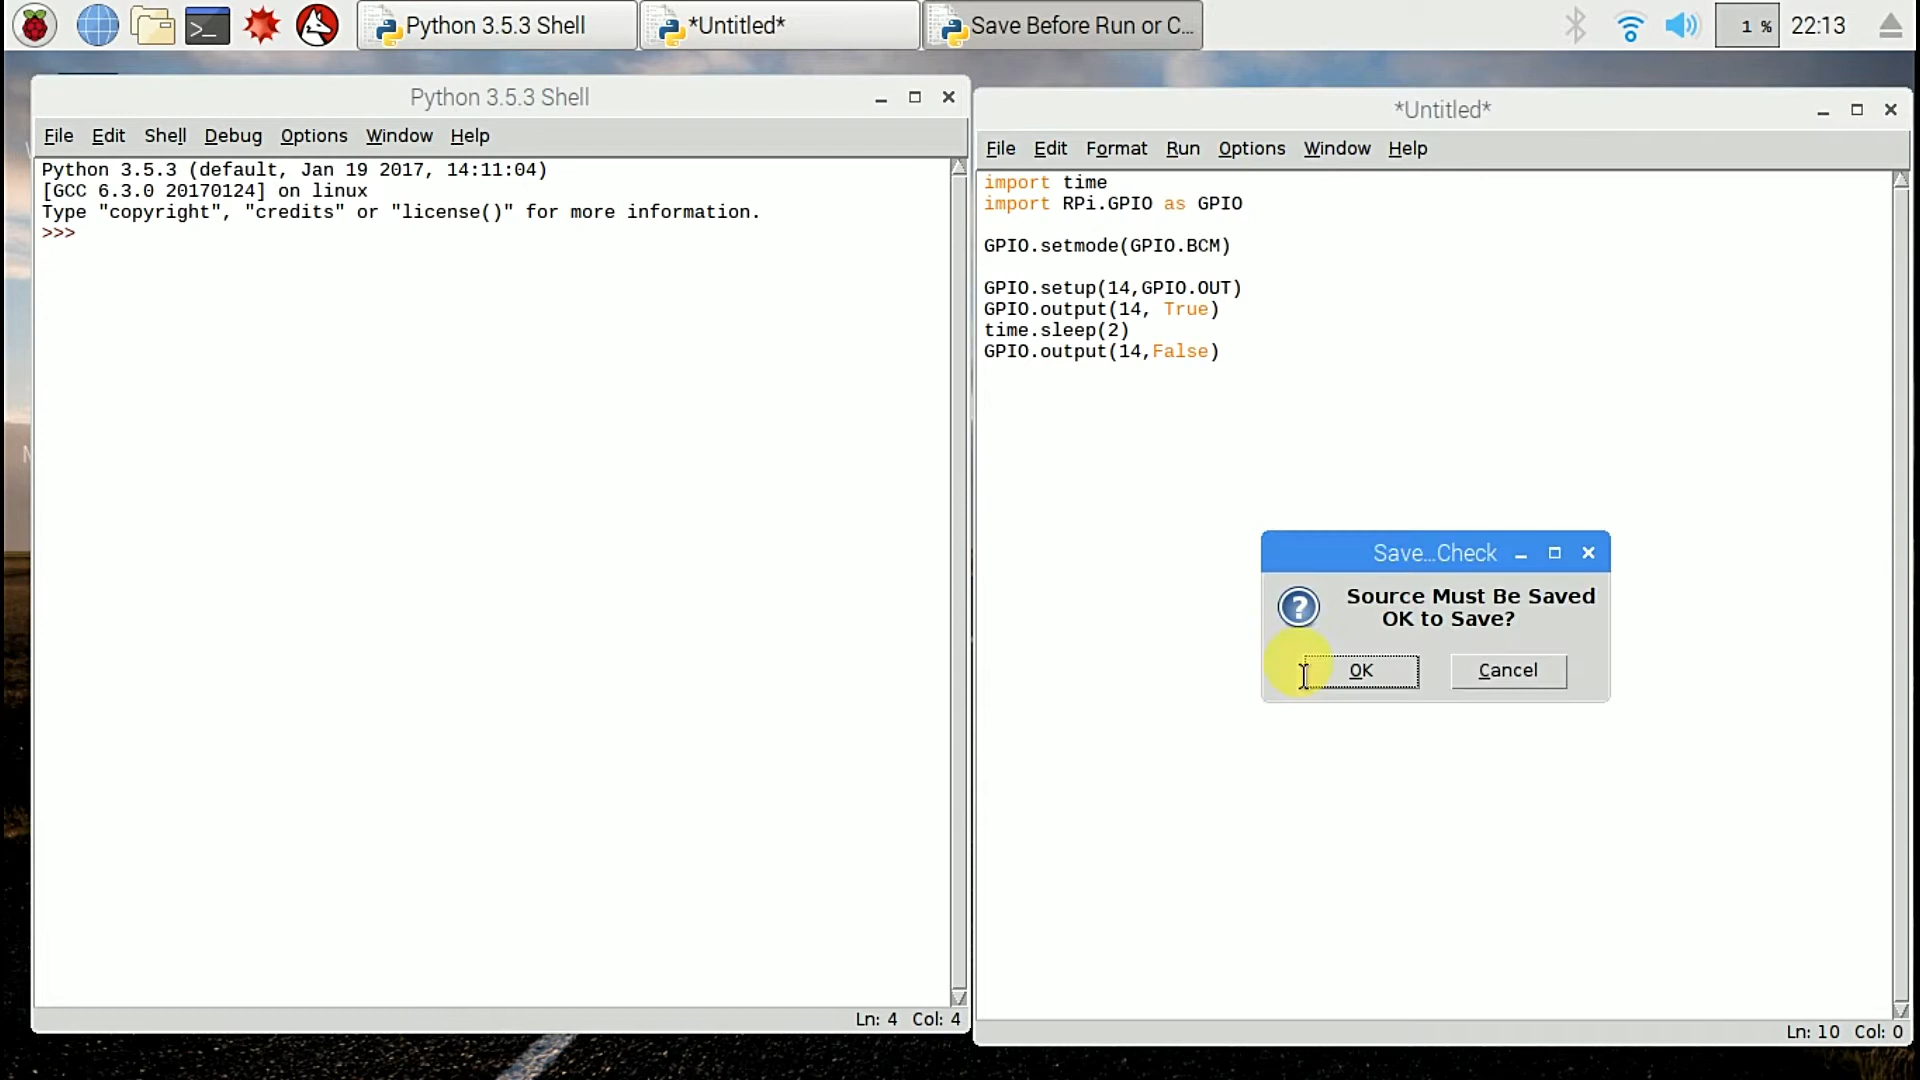 Python 3.5.3 Shell
*Untitled*
Save Before Run or C...
1 %
22:13
Python 3.5.3 Shell
File Edit Shell Debug Options Window Help
Python 3.5.3 (default, Jan 19 2017, 14:11:04)
[GCC 6.3.0 20170124] on linux
Type "copyright", "credits" or "license()" for more information.
>>>
Ln: 4 Col: 4
*Untitled*
File Edit Format Run Options Window Help
import time
import RPi.GPIO as GPIO
GPIO.setmode(GPIO.BCM)
GPIO.setup(14,GPIO.OUT)
GPIO.output(14, True)
time.sleep(2)
GPIO.output(14,False)
Save...Check
Source Must Be Saved
OK to Save?
OK
Cancel
Ln: 10 Col: 0